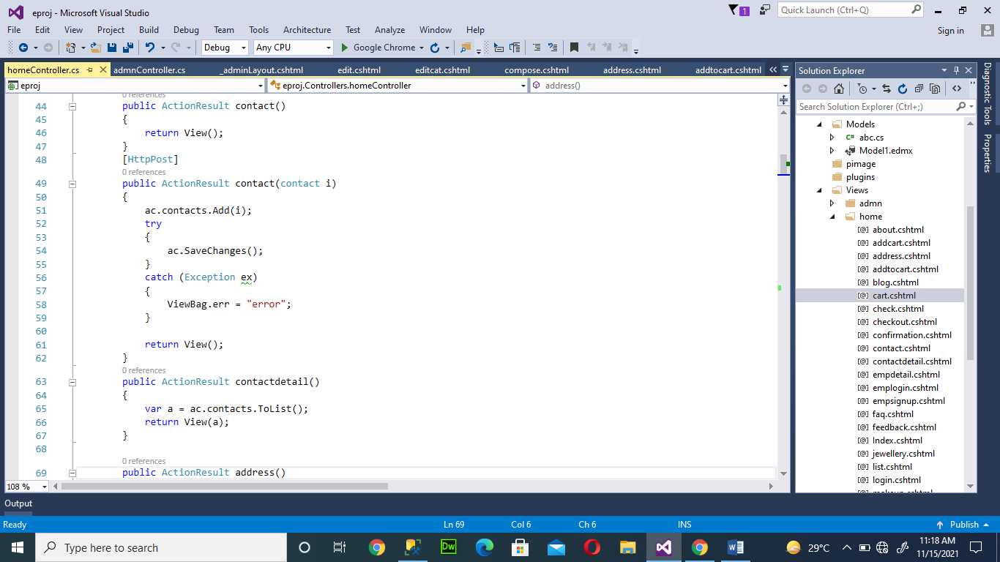 eproj - Microsoft Visual Studio
1
Quick Launch (Ctrl+Q)
File Edit View Project Build Debug Team Tools Architecture Test Analyze Window Help
Sign in
Debug Any CPU Google Chrome
homeController.cs admnController.cs _adminLayout.cshtml edit.cshtml editcat.cshtml compose.cshtml address.cshtml addtocart.cshtml
eproj eproj.Controllers.homeController address()
0 references
44 public ActionResult contact()
45 {
46 return View();
47 }
48 [HttpPost]
0 references
49 public ActionResult contact(contact i)
50 {
51 ac.contacts.Add(i);
52 try
53 {
54 ac.SaveChanges();
55 }
56 catch (Exception ex)
57 {
58 ViewBag.err = "error";
59 }
60
61 return View();
62 }
0 references
63 public ActionResult contactdetail()
64 {
65 var a = ac.contacts.ToList();
66 return View(a);
67 }
68
0 references
69 public ActionResult address()
108 %
Solution Explorer
Search Solution Explorer (Ctrl+;)
Models
C# abc.cs
Model1.edmx
pimage
plugins
Views
admn
home
[@] about.cshtml
[@] addcart.cshtml
[@] address.cshtml
[@] addtocart.cshtml
[@] blog.cshtml
[@] cart.cshtml
[@] check.cshtml
[@] checkout.cshtml
[@] confirmation.cshtml
[@] contact.cshtml
[@] contactdetail.cshtml
[@] empdetail.cshtml
[@] emplogin.cshtml
[@] empsignup.cshtml
[@] faq.cshtml
[@] feedback.cshtml
[@] Index.cshtml
[@] jewellery.cshtml
[@] list.cshtml
[@] login.cshtml
Diagnostic Tools
Properties
Output
Ready Ln 69 Col 6 Ch 6 INS Publish
Type here to search
Dw
29°C
11:18 AM
11/15/2021